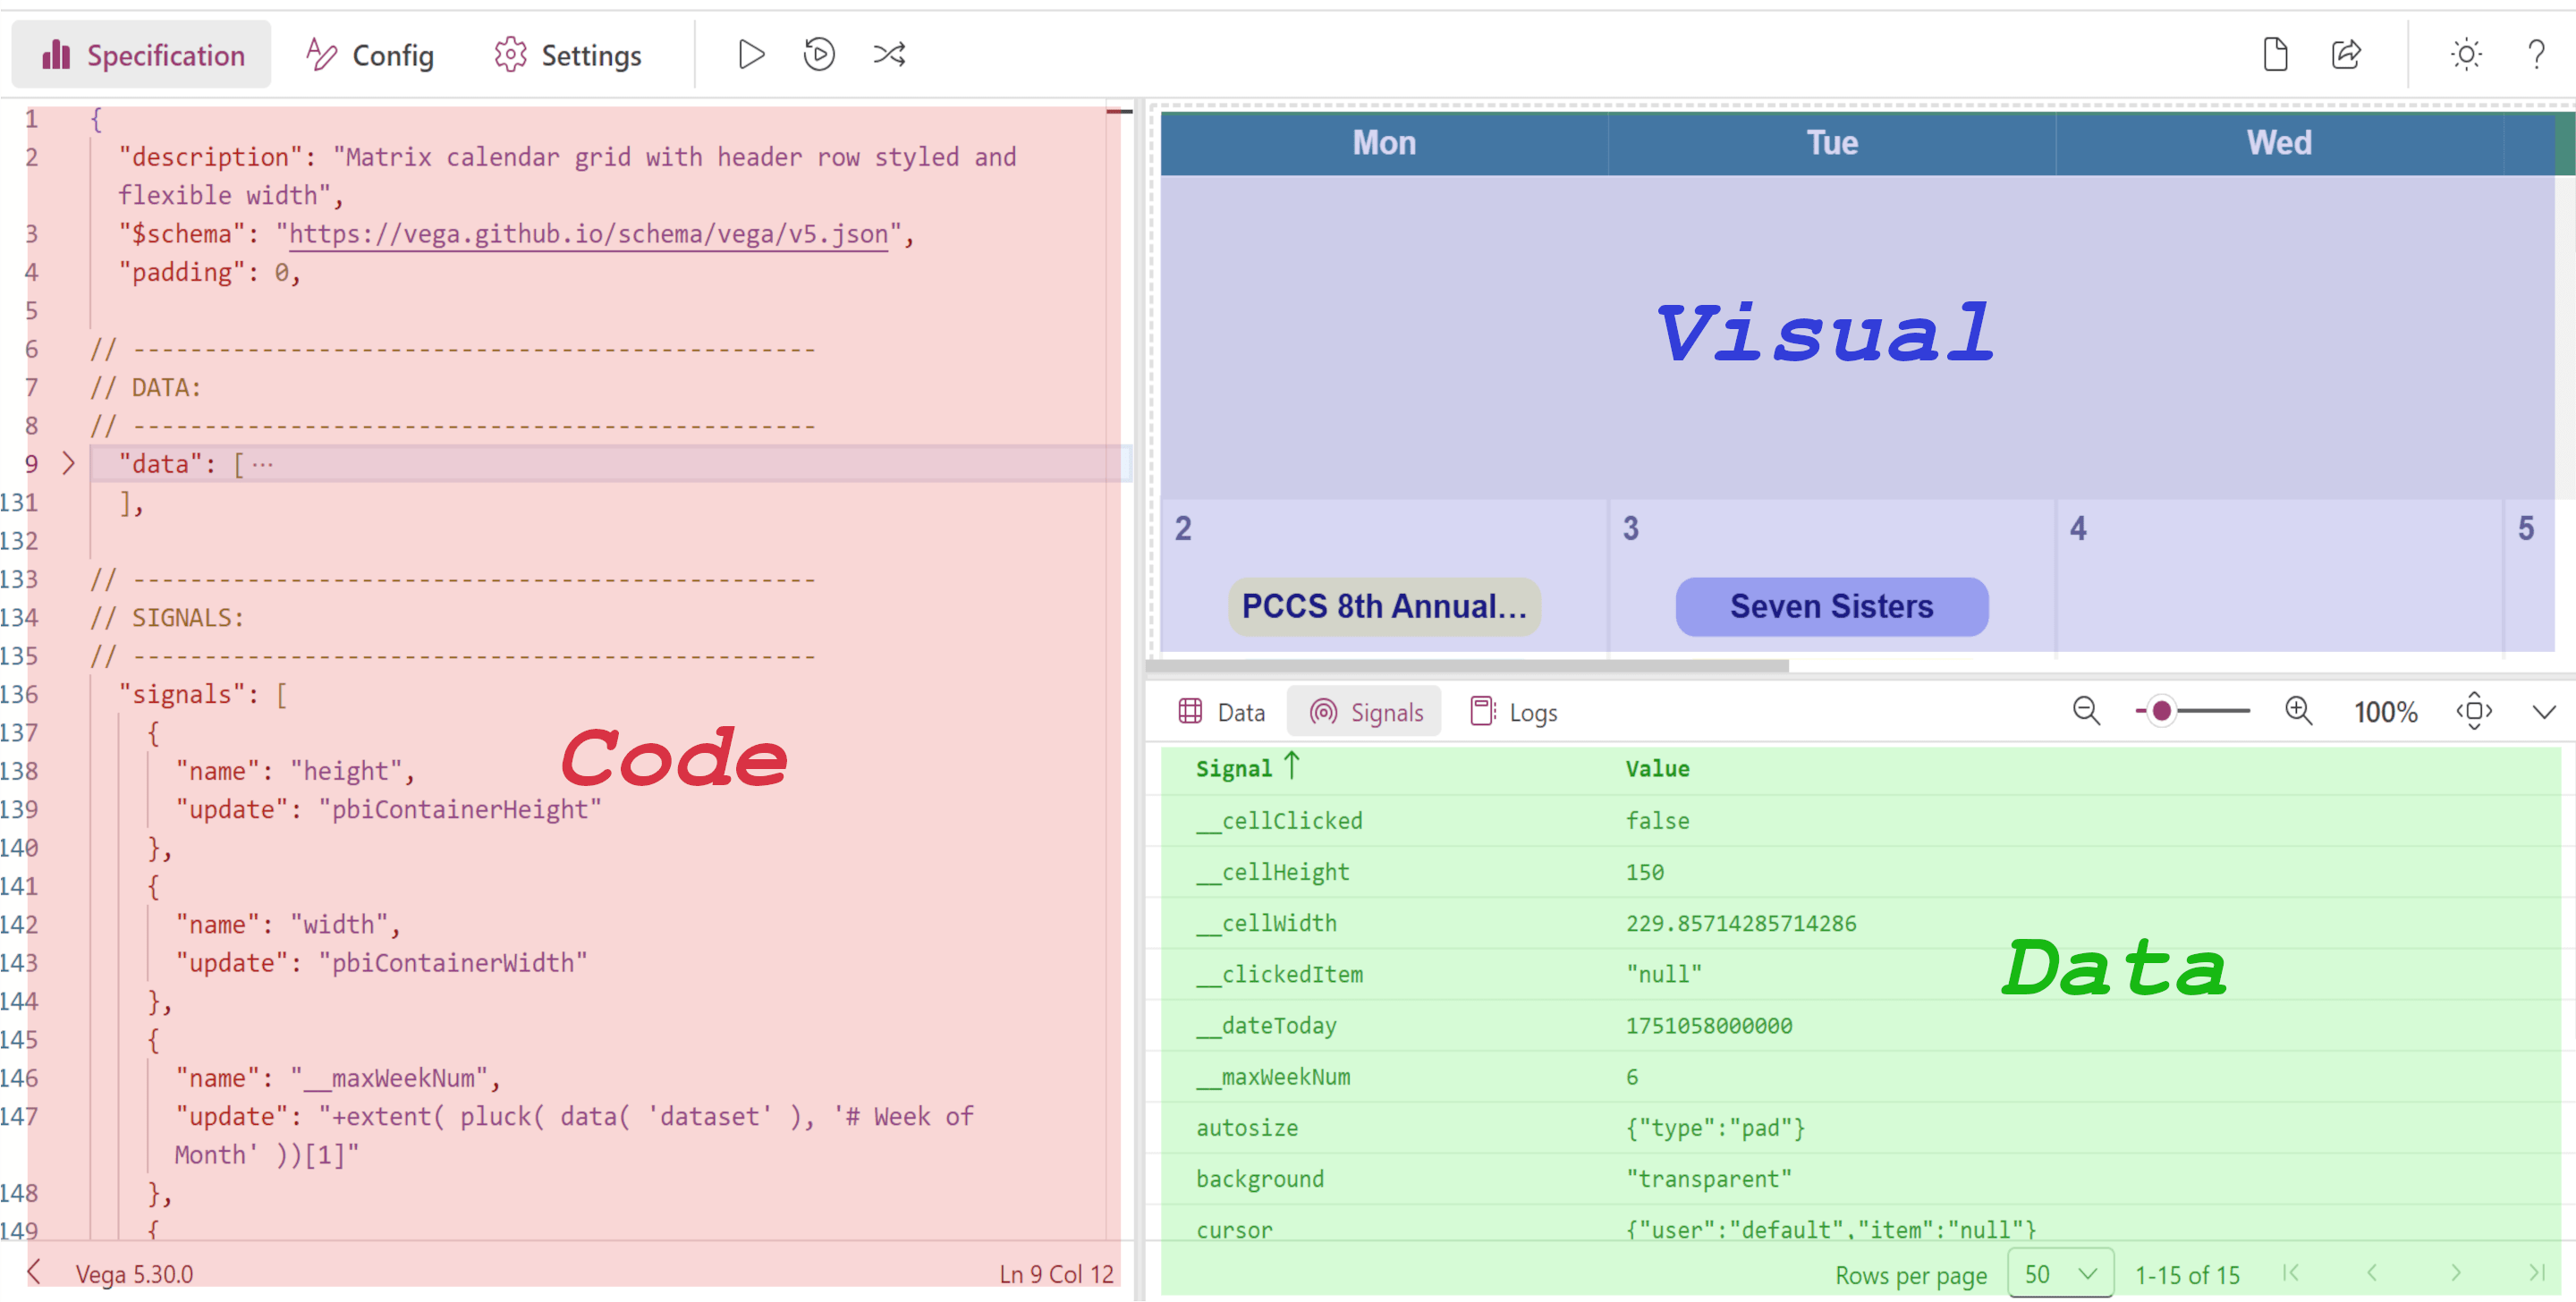 Specification Config Settings
1 {
2 "description": "Matrix calendar grid with header row styled and
flexible width",
3 "$schema": "https://vega.github.io/schema/vega/v5.json",
4 "padding": 0,
5
6 // ------------------------------------------------
7 // DATA:
8 // ------------------------------------------------
9 "data": [ ···
131 ],
132
133 // ------------------------------------------------
134 // SIGNALS:
135 // ------------------------------------------------
136 "signals": [
137 {
138 "name": "height",
139 "update": "pbiContainerHeight"
140 },
141 {
142 "name": "width",
143 "update": "pbiContainerWidth"
144 },
145 {
146 "name": "__maxWeekNum",
147 "update": "+extent( pluck( data( 'dataset' ), '# Week of
Month' ))[1]"
148 },
149 {
Code
Vega 5.30.0 Ln 9 Col 12
Mon Tue Wed
Visual
2 3 4 5
PCCS 8th Annual... Seven Sisters
Data Signals Logs 100%
Signal ↑ Value
__cellClicked false
__cellHeight 150
__cellWidth 229.85714285714286
__clickedItem "null"
__dateToday 1751058000000
__maxWeekNum 6
autosize {"type":"pad"}
background "transparent"
cursor {"user":"default","item":"null"}
Data
Rows per page 50 1-15 of 15